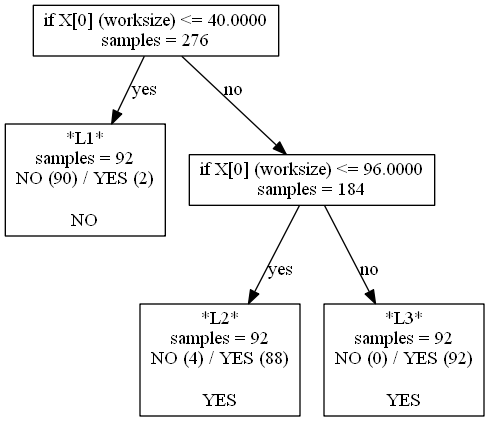 if X[0] (worksize) <= 40.0000
samples = 276
yes
no
*L1*
samples = 92
NO (90) / YES (2)
NO
if X[0] (worksize) <= 96.0000
samples = 184
yes
no
*L2*
samples = 92
NO (4) / YES (88)
YES
*L3*
samples = 92
NO (0) / YES (92)
YES